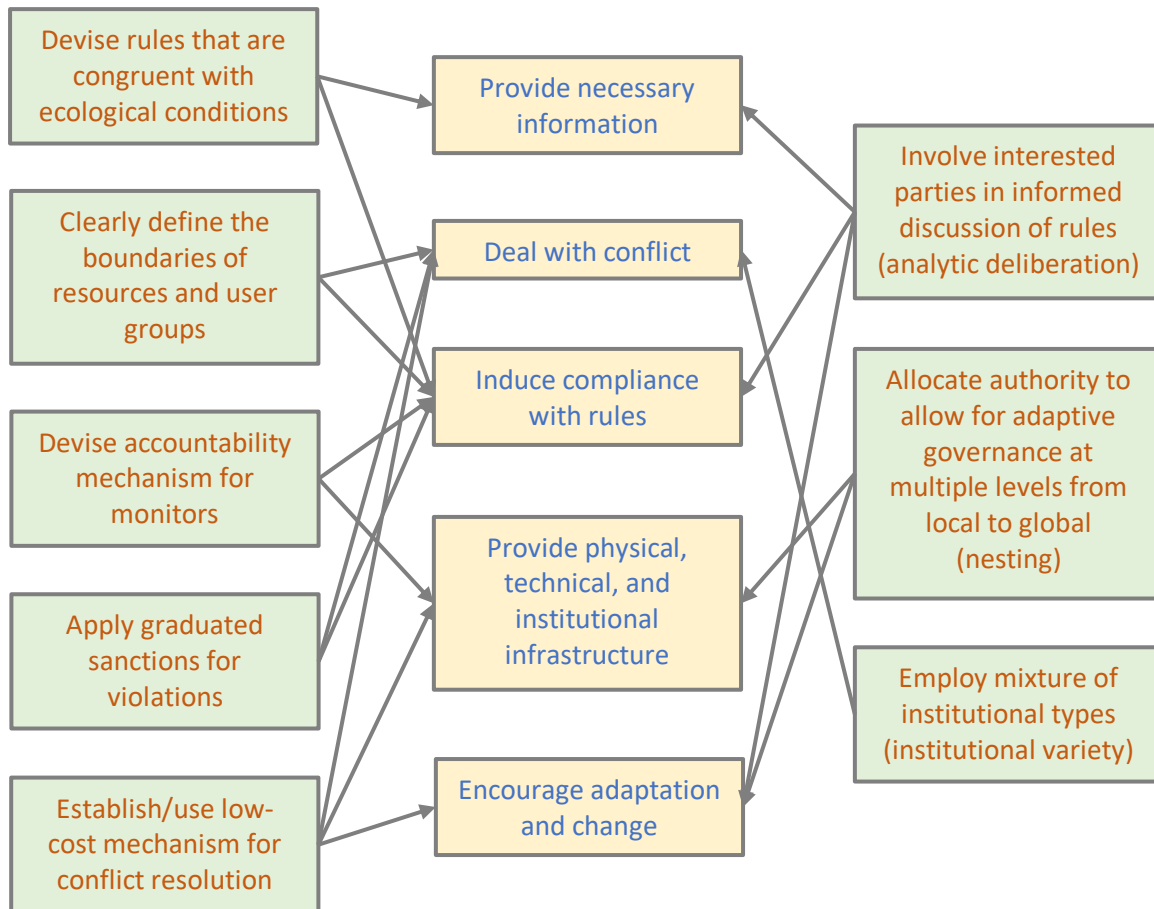 Devise rules that are
congruent with
ecological conditions
Clearly define the
boundaries of
resources and user
groups
Devise accountability
mechanism for
monitors
Apply graduated
sanctions for
violations
Establish/use low-
cost mechanism for
conflict resolution
Provide necessary
information
Deal with conflict
Induce compliance
with rules
Provide physical,
technical, and
institutional
infrastructure
Encourage adaptation
and change
Involve interested
parties in informed
discussion of rules
(analytic deliberation)
Allocate authority to
allow for adaptive
governance at
multiple levels from
local to global
(nesting)
Employ mixture of
institutional types
(institutional variety)